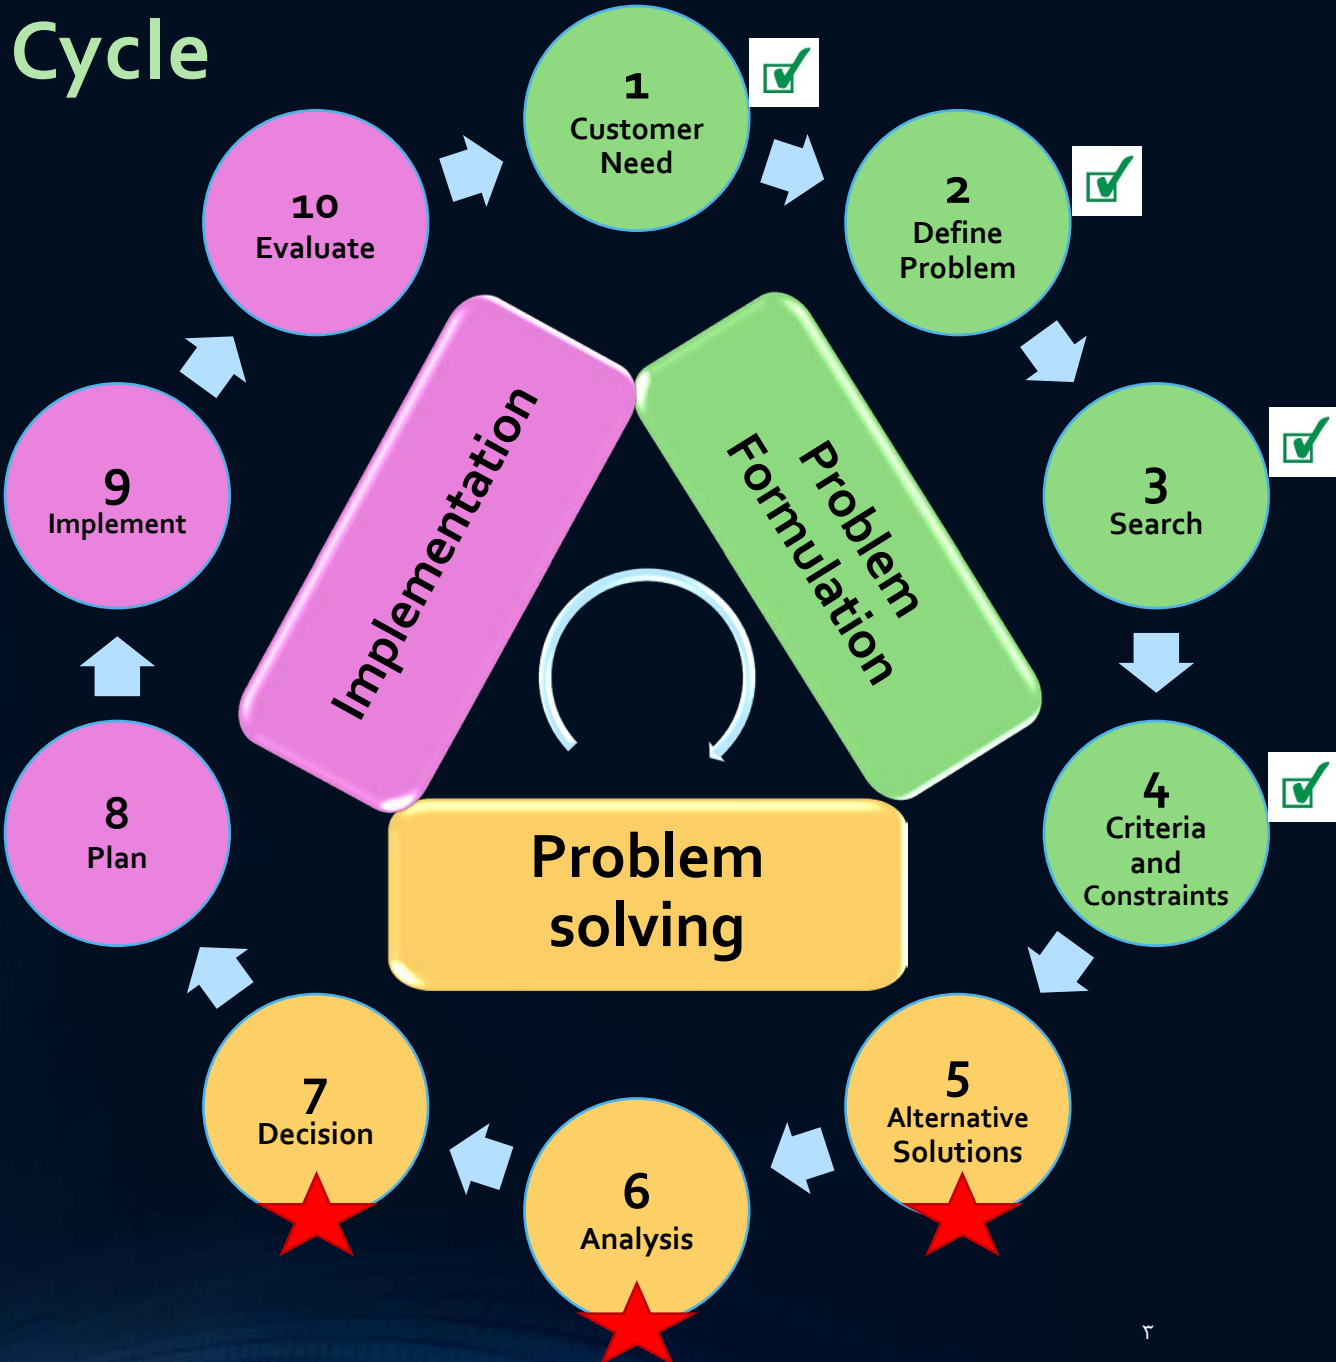 Cycle
1
Customer
Need
2
Define
Problem
3
Search
4
Criteria
and
Constraints
5
Alternative
Solutions
6
Analysis
7
Decision
8
Plan
9
Implement
10
Evaluate
Problem
Formulation
Problem
solving
Implementation
٣